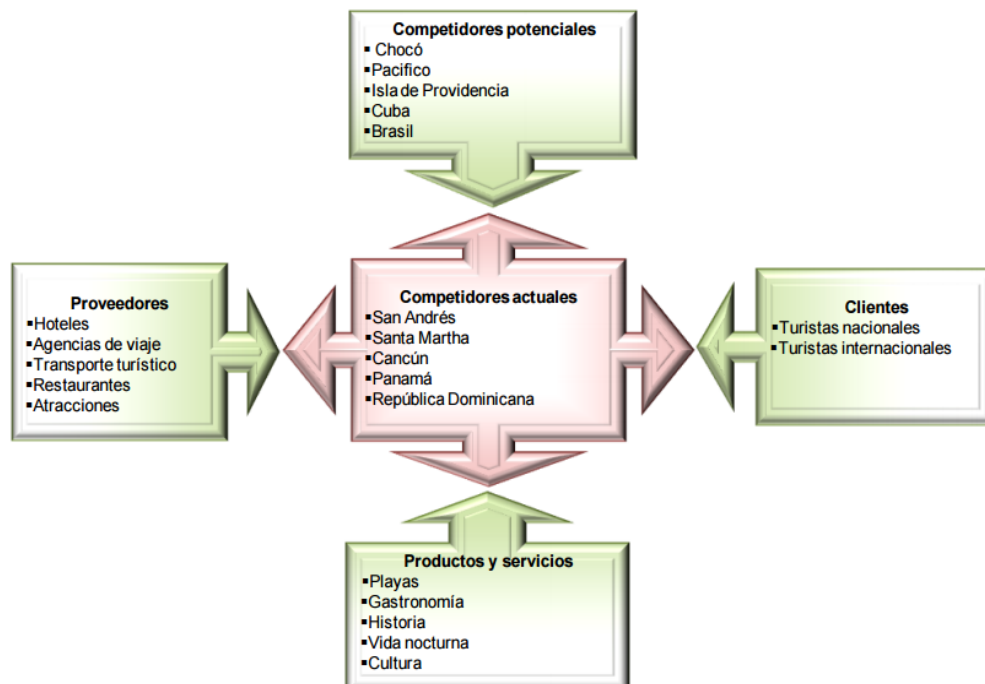 Competidores potenciales
▪ Chocó
▪Pacifico
▪Isla de Providencia
▪Cuba
▪Brasil
Proveedores
▪Hoteles
▪Agencias de viaje
▪Transporte turístico
▪Restaurantes
▪Atracciones
Competidores actuales
▪San Andrés
▪Santa Martha
▪Cancún
▪Panamá
▪República Dominicana
Clientes
▪Turistas nacionales
▪Turistas internacionales
Productos y servicios
▪Playas
▪Gastronomía
▪Historia
▪Vida nocturna
▪Cultura